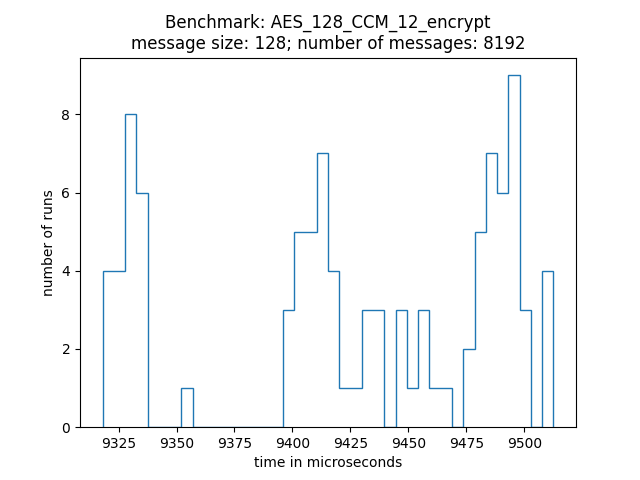 Benchmark: AES_128_CCM_12_encrypt
message size: 128; number of messages: 8192
number of runs
8
6
4
2
0
9325 9350 9375 9400 9425 9450 9475 9500
time in microseconds